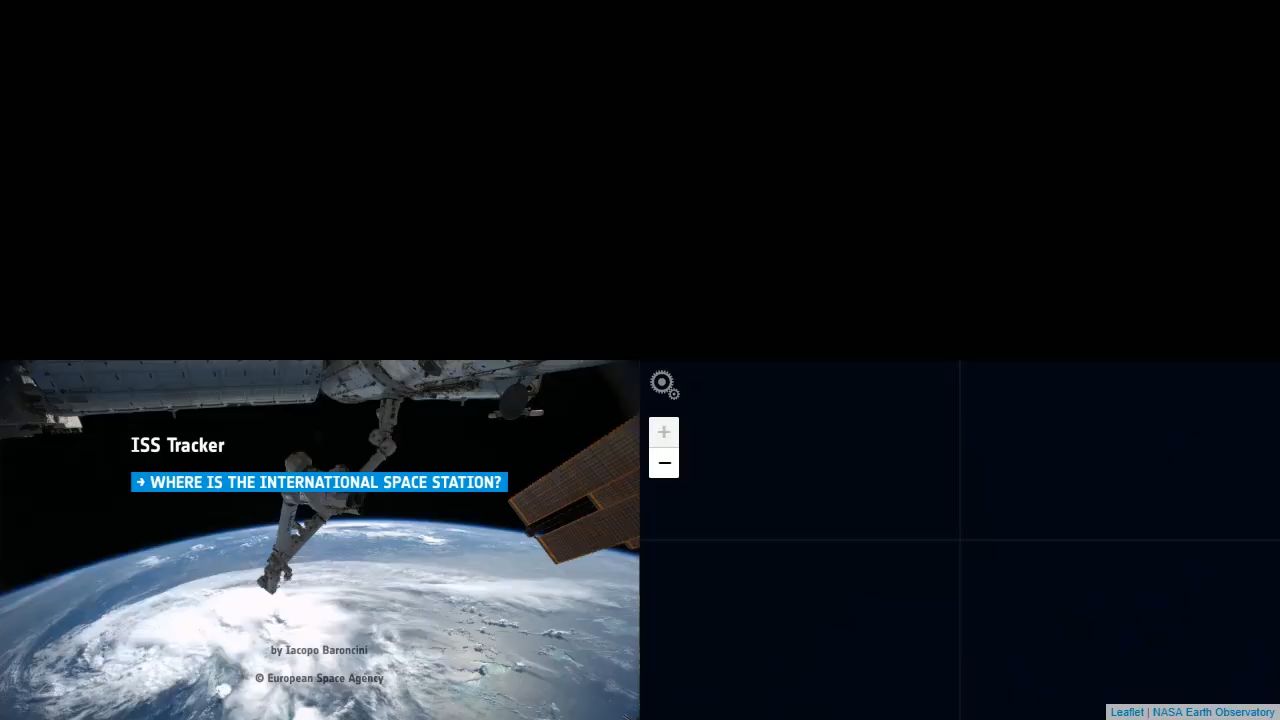 ISS Tracker
→ WHERE IS THE INTERNATIONAL SPACE STATION?
by Iacopo Baroncini
© European Space Agency
+
−
Leaflet | NASA Earth Observatory